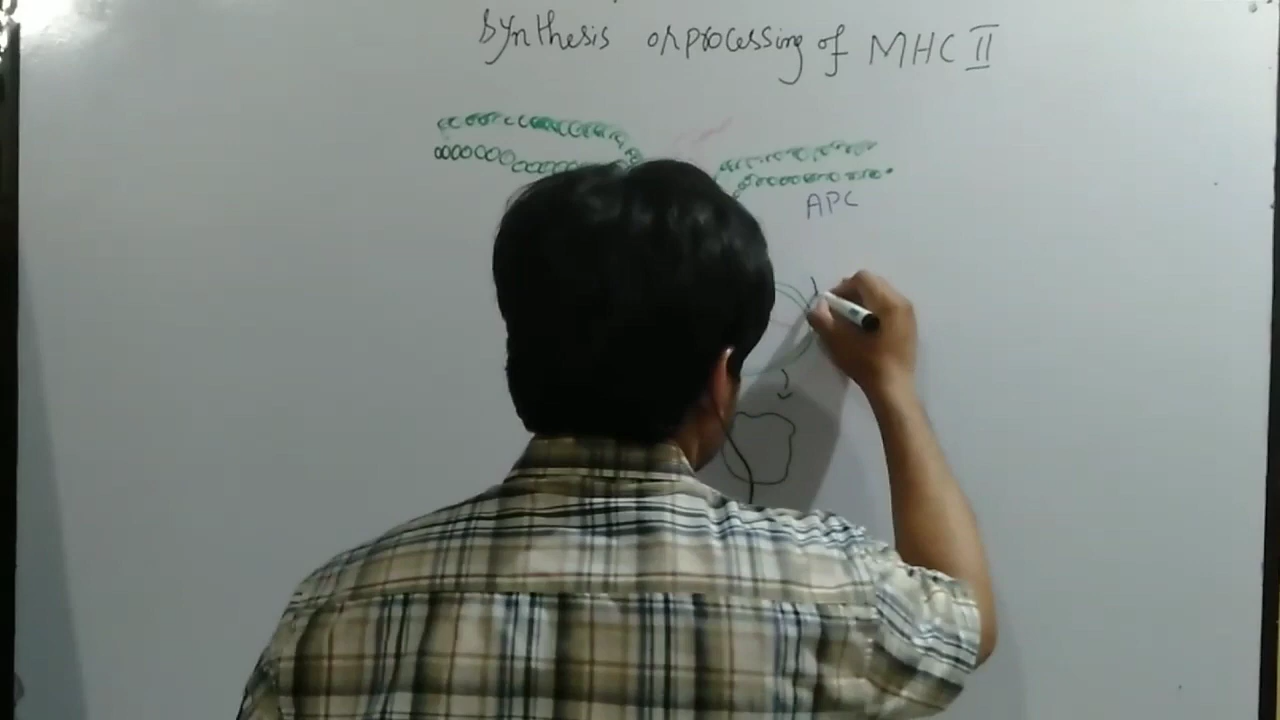 Synthesis or processing of MHC II
APC